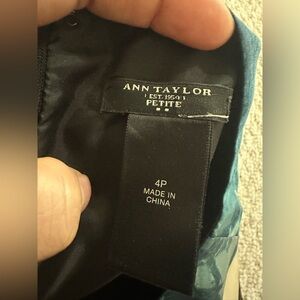 ANN TAYLOR
EST. 1954
PETITE
4P
MADE IN
CHINA